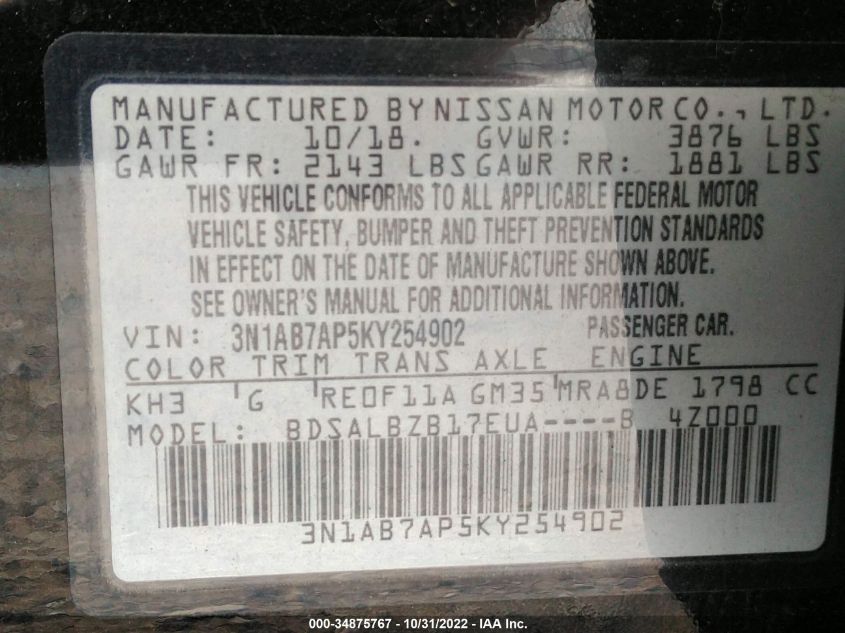 MANUFACTURED BY NISSAN MOTOR CO., LTD.
DATE: 10/18. GVWR: 3876 LBS
GAWR FR: 2143 LBS GAWR RR: 1881 LBS
THIS VEHICLE CONFORMS TO ALL APPLICABLE FEDERAL MOTOR
VEHICLE SAFETY, BUMPER AND THEFT PREVENTION STANDARDS
IN EFFECT ON THE DATE OF MANUFACTURE SHOWN ABOVE.
SEE OWNER'S MANUAL FOR ADDITIONAL INFORMATION.
VIN: 3N1AB7AP5KY254902 PASSENGER CAR.
COLOR TRIM TRANS AXLE ENGINE
KH3 G RE0F11A GM35 MRA8DE 1798 CC
MODEL: BDSALBZB17EUA----B 4Z000
3N1AB7AP5KY254902
000-34875767 - 10/31/2022 - IAA Inc.